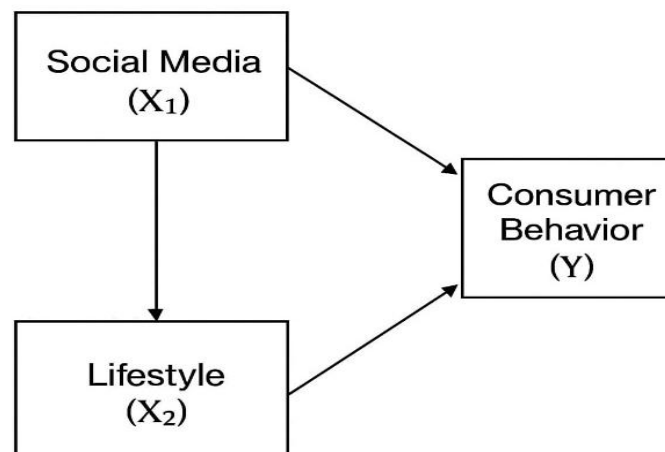 Social Media
(X₁)
Consumer
Behavior
(Y)
Lifestyle
(X₂)